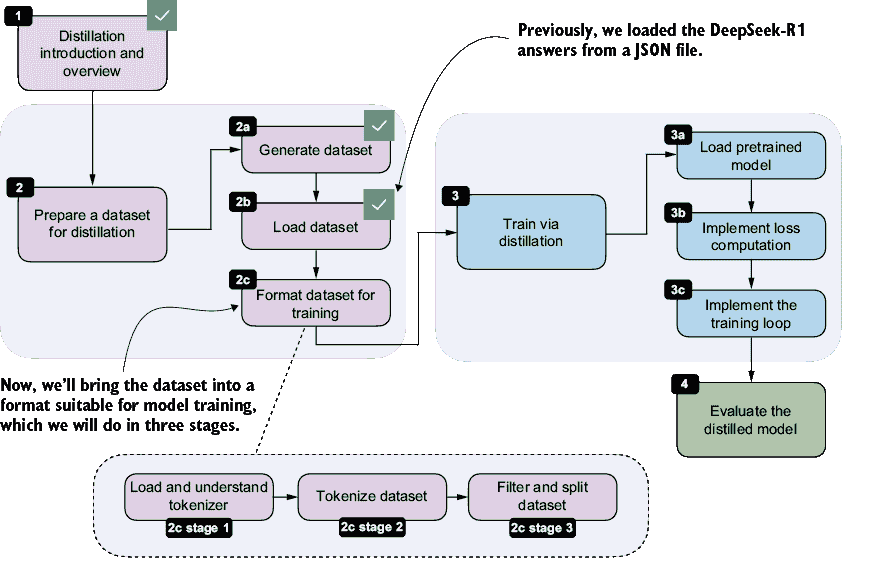 1
Distillation
introduction and
overview
Previously, we loaded the DeepSeek-R1
answers from a JSON file.
2
Prepare a dataset
for distillation
2a
Generate dataset
2b
Load dataset
2c
Format dataset for
training
3
Train via
distillation
3a
Load pretrained
model
3b
Implement loss
computation
3c
Implement the
training loop
4
Evaluate the
distilled model
Now, we’ll bring the dataset into a
format suitable for model training,
which we will do in three stages.
Load and understand
tokenizer
2c stage 1
Tokenize dataset
2c stage 2
Filter and split
dataset
2c stage 3